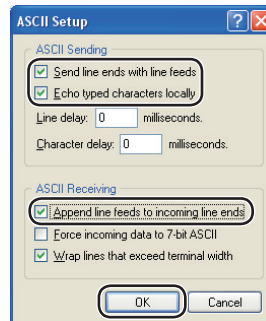 ASCII Setup
ASCII Sending
Send line ends with line feeds
Echo typed characters locally
Line delay: 0 milliseconds.
Character delay: 0 milliseconds.
ASCII Receiving
Append line feeds to incoming line ends
Force incoming data to 7-bit ASCII
Wrap lines that exceed terminal width
OK Cancel